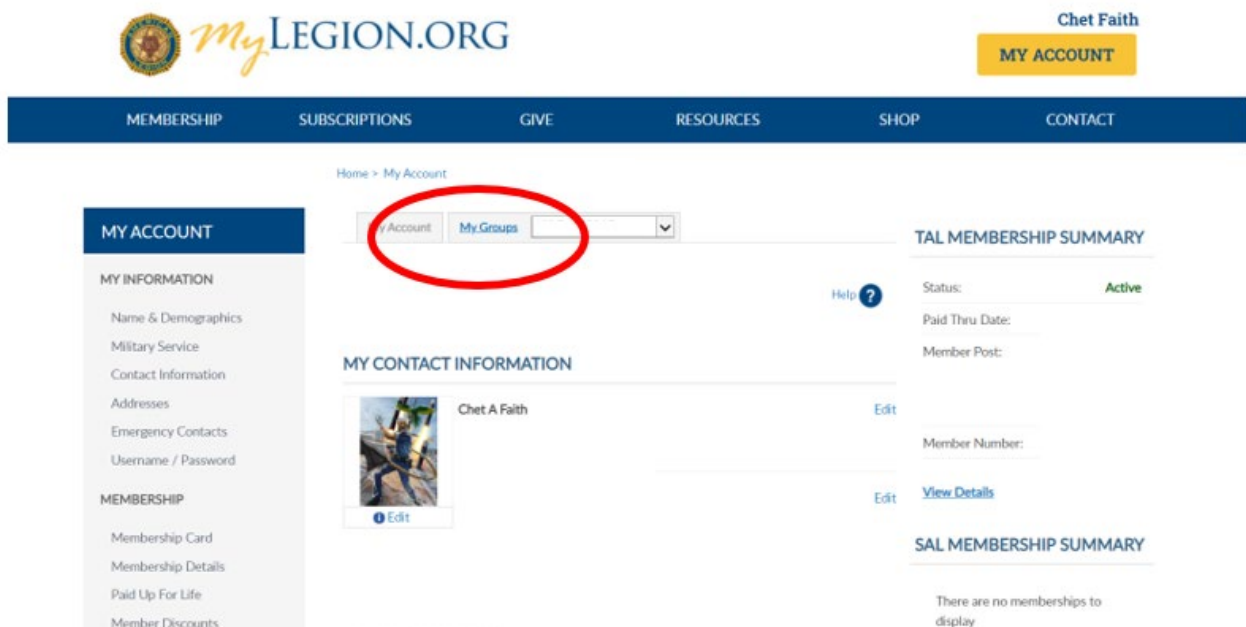 MyLEGION.ORG
Chet Faith
MY ACCOUNT
MEMBERSHIP SUBSCRIPTIONS GIVE RESOURCES SHOP CONTACT
Home > My Account
MY ACCOUNT
MY INFORMATION
Name & Demographics
Military Service
Contact Information
Addresses
Emergency Contacts
Username / Password
MEMBERSHIP
Membership Card
Membership Details
Paid Up For Life
Member Discounts
My Account My Groups
Help ?
MY CONTACT INFORMATION
Chet A Faith Edit
Edit
Edit
TAL MEMBERSHIP SUMMARY
Status: Active
Paid Thru Date:
Member Post:
Member Number:
View Details
SAL MEMBERSHIP SUMMARY
There are no memberships to
display